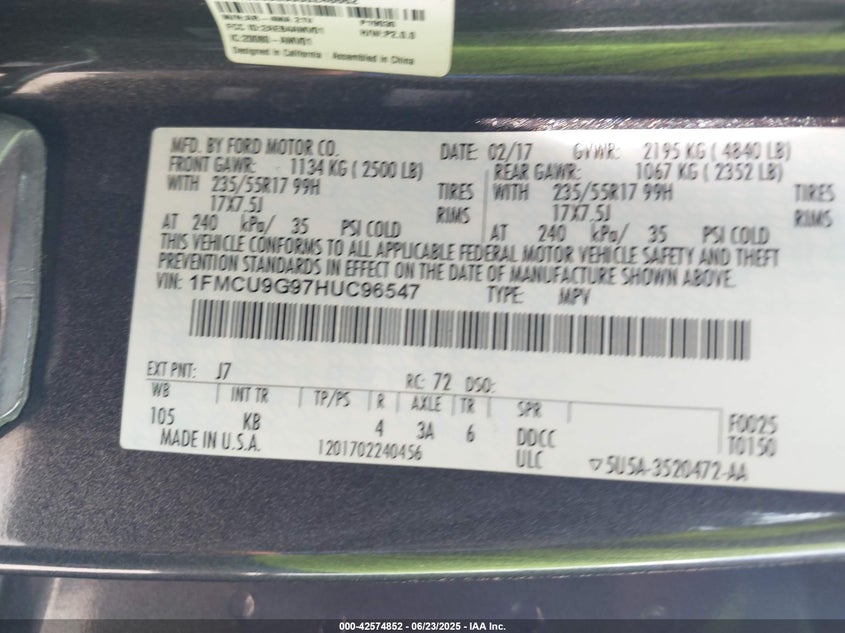 FCC ID:2AEB4AWVU01
H/W:P2.0.0
Designed in California Assembled in China
MFD. BY FORD MOTOR CO. DATE: 02/17 GVWR: 2195 KG ( 4840 LB)
FRONT GAWR: 1134 KG ( 2500 LB) REAR GAWR: 1067 KG ( 2352 LB)
WITH 235/55R17 99H TIRES WITH 235/55R17 99H TIRES
17X7.5J RIMS 17X7.5J RIMS
AT 240 kPa/ 35 PSI COLD AT 240 kPa/ 35 PSI COLD
THIS VEHICLE CONFORMS TO ALL APPLICABLE FEDERAL MOTOR VEHICLE SAFETY AND THEFT
PREVENTION STANDARDS IN EFFECT ON THE DATE OF MANUFACTURE SHOWN ABOVE.
VIN: 1FMCU9G97HUC96547 TYPE: MPV
EXT PNT: J7 RC: 72 DSO:
WB INT TR TP/PS R AXLE TR SPR F0025
105 KB 4 3A 6 DDCC T0150
MADE IN U.S.A. 1201702240456 ULC ▽5U5A-3520472-AA
000-42574852 - 06/23/2025 - IAA Inc.